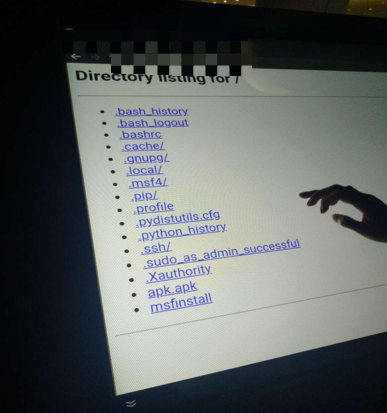 Directory listing for /
.bash_history
.bash_logout
.bashrc
.cache/
.gnupg/
.local/
.msf4/
.pip/
.profile
.pydistutils.cfg
.python_history
.ssh/
.sudo_as_admin_successful
.Xauthority
apk.apk
msfinstall